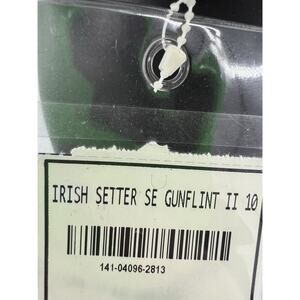 IRISH SETTER SE GUNFLINT II 10
141-04096-2813